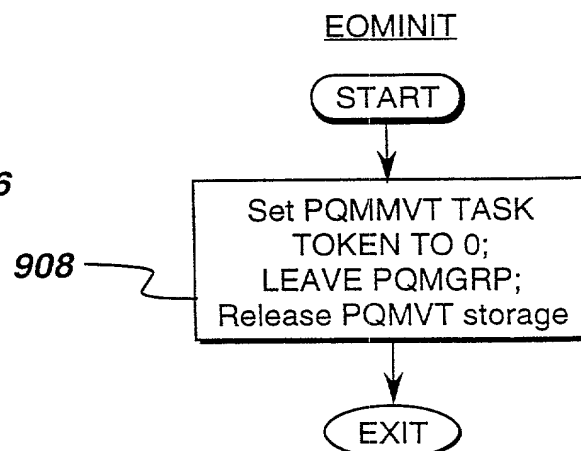 EOMINIT
START
6
Set PQMMVT TASK
TOKEN TO 0;
908
LEAVE PQMGRP;
Release PQMVT storage
EXIT